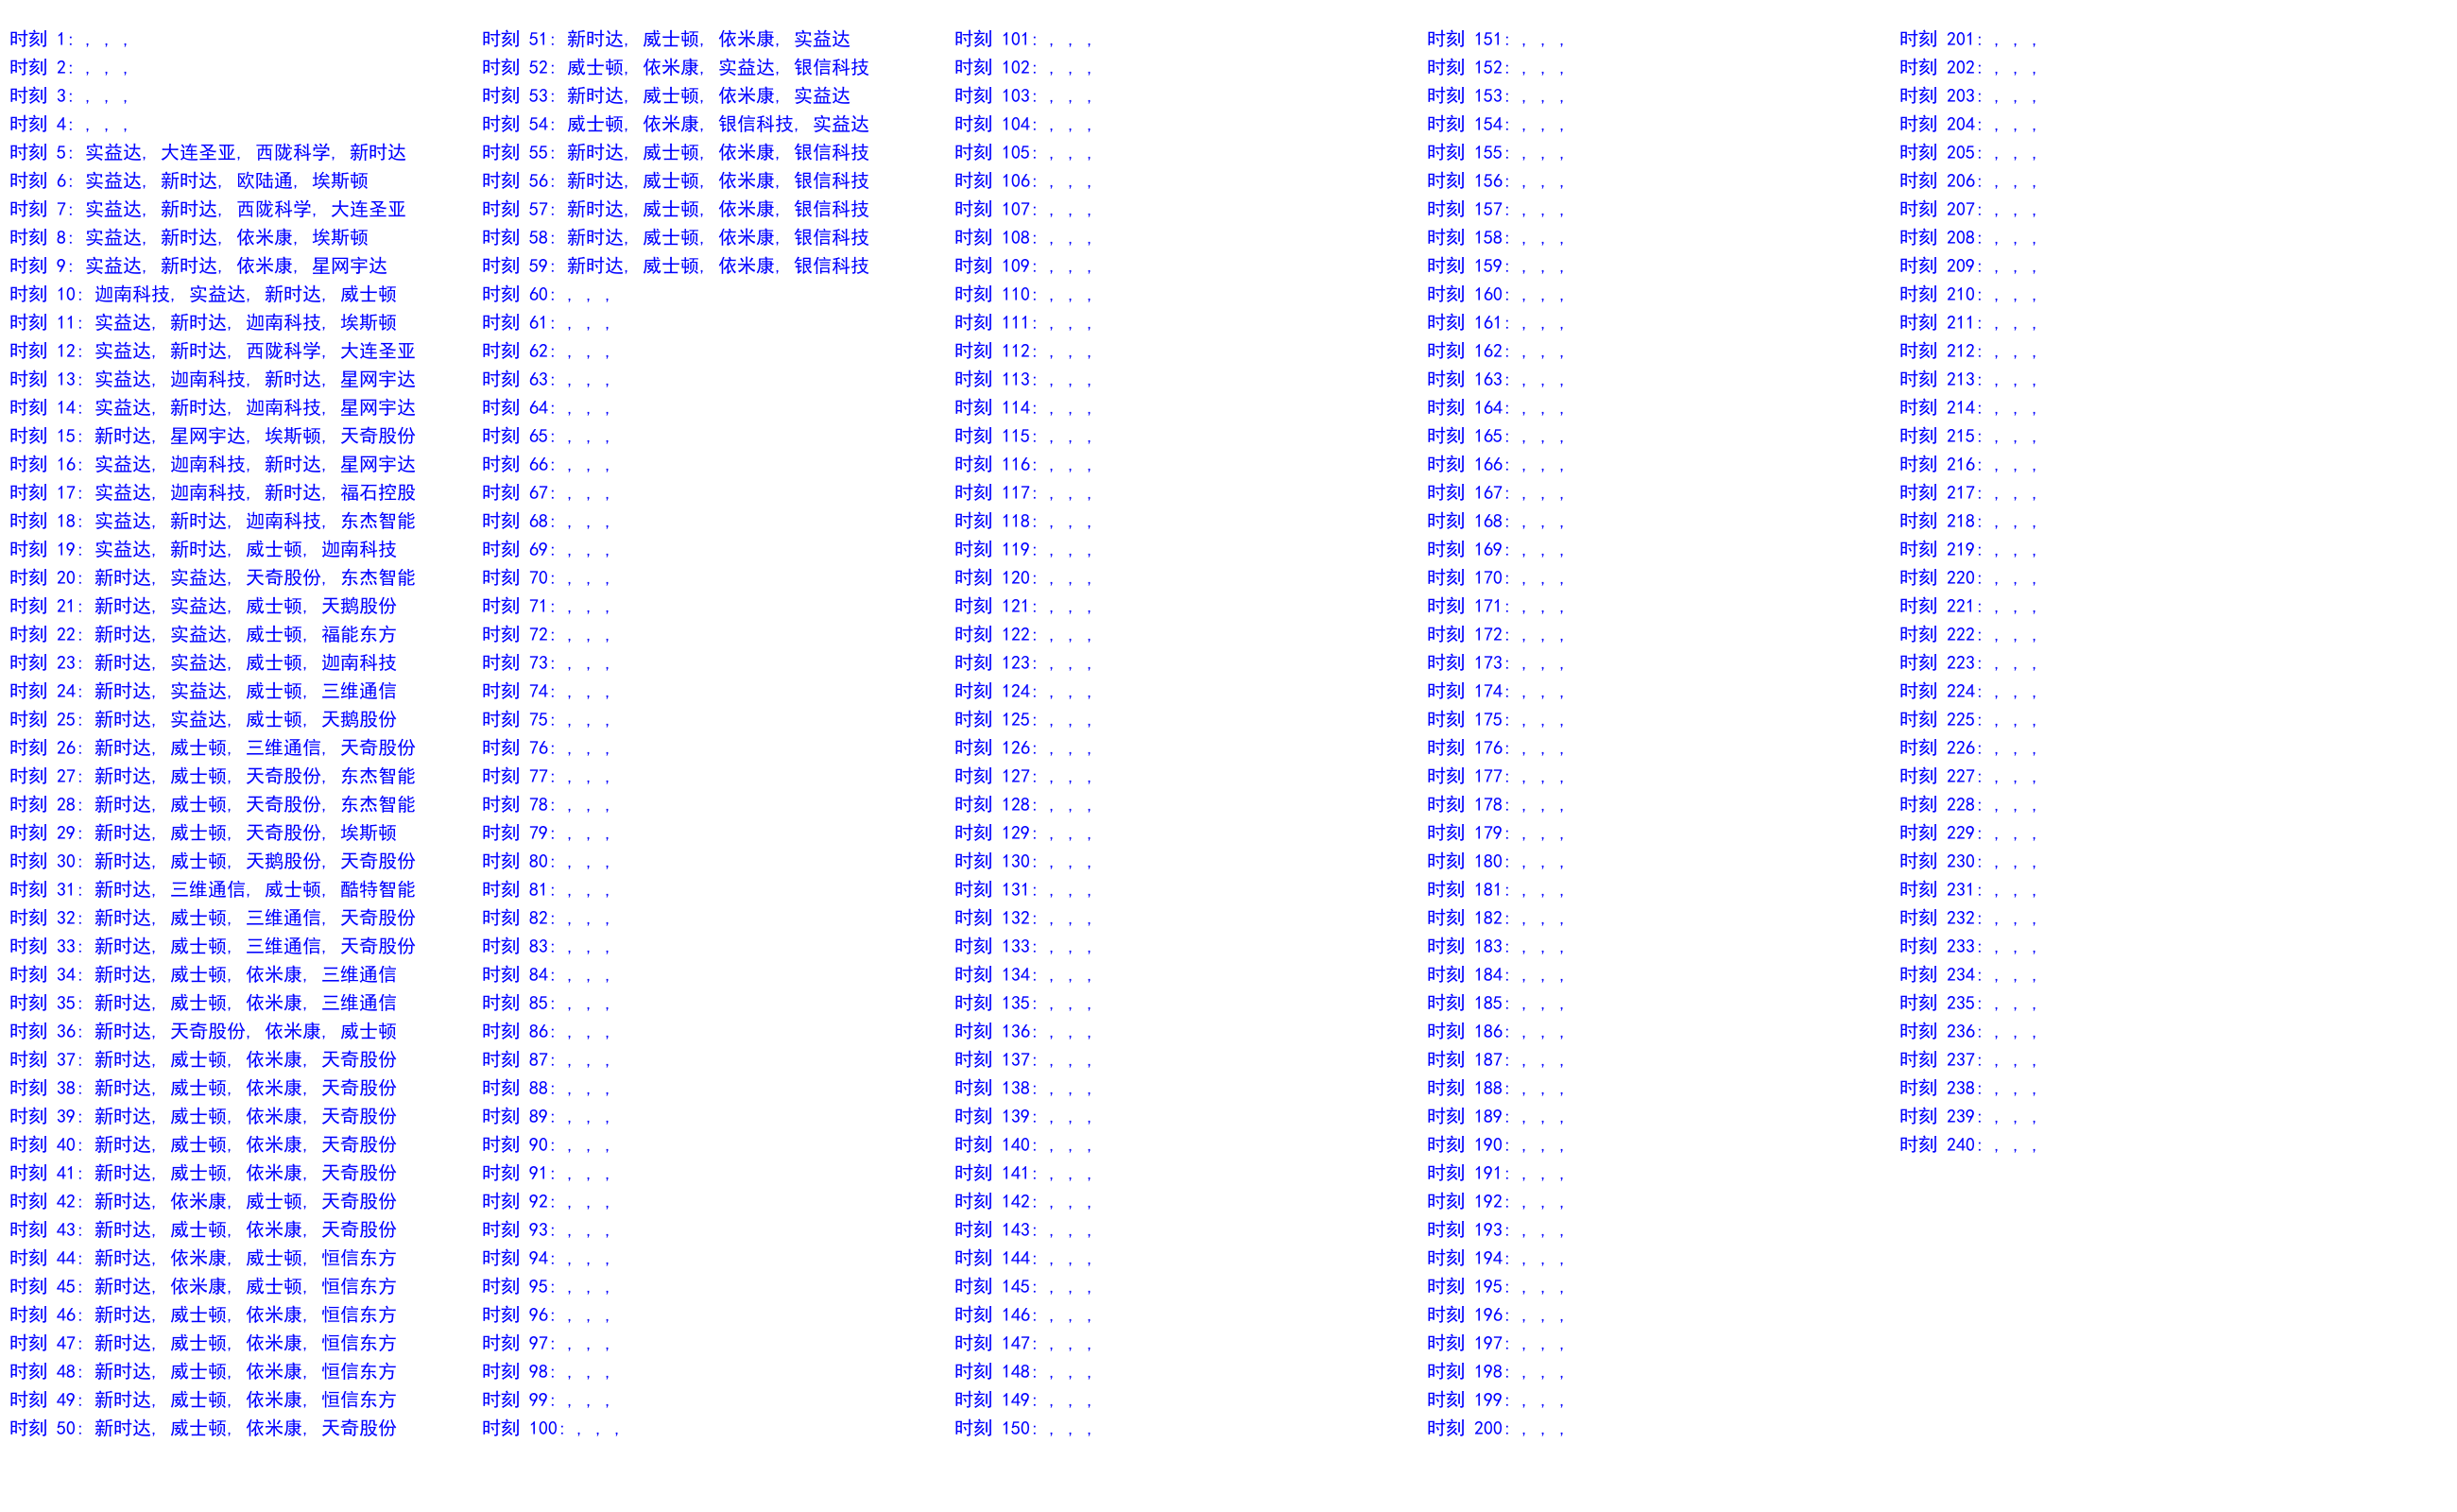 时刻 1: , , ,
时刻 2: , , ,
时刻 3: , , ,
时刻 4: , , ,
时刻 5: 实益达, 大连圣亚, 西陇科学, 新时达
时刻 6: 实益达, 新时达, 欧陆通, 埃斯顿
时刻 7: 实益达, 新时达, 西陇科学, 大连圣亚
时刻 8: 实益达, 新时达, 依米康, 埃斯顿
时刻 9: 实益达, 新时达, 依米康, 星网宇达
时刻 10: 迦南科技, 实益达, 新时达, 威士顿
时刻 11: 实益达, 新时达, 迦南科技, 埃斯顿
时刻 12: 实益达, 新时达, 西陇科学, 大连圣亚
时刻 13: 实益达, 迦南科技, 新时达, 星网宇达
时刻 14: 实益达, 新时达, 迦南科技, 星网宇达
时刻 15: 新时达, 星网宇达, 埃斯顿, 天奇股份
时刻 16: 实益达, 迦南科技, 新时达, 星网宇达
时刻 17: 实益达, 迦南科技, 新时达, 福石控股
时刻 18: 实益达, 新时达, 迦南科技, 东杰智能
时刻 19: 实益达, 新时达, 威士顿, 迦南科技
时刻 20: 新时达, 实益达, 天奇股份, 东杰智能
时刻 21: 新时达, 实益达, 威士顿, 天鹅股份
时刻 22: 新时达, 实益达, 威士顿, 福能东方
时刻 23: 新时达, 实益达, 威士顿, 迦南科技
时刻 24: 新时达, 实益达, 威士顿, 三维通信
时刻 25: 新时达, 实益达, 威士顿, 天鹅股份
时刻 26: 新时达, 威士顿, 三维通信, 天奇股份
时刻 27: 新时达, 威士顿, 天奇股份, 东杰智能
时刻 28: 新时达, 威士顿, 天奇股份, 东杰智能
时刻 29: 新时达, 威士顿, 天奇股份, 埃斯顿
时刻 30: 新时达, 威士顿, 天鹅股份, 天奇股份
时刻 31: 新时达, 三维通信, 威士顿, 酷特智能
时刻 32: 新时达, 威士顿, 三维通信, 天奇股份
时刻 33: 新时达, 威士顿, 三维通信, 天奇股份
时刻 34: 新时达, 威士顿, 依米康, 三维通信
时刻 35: 新时达, 威士顿, 依米康, 三维通信
时刻 36: 新时达, 天奇股份, 依米康, 威士顿
时刻 37: 新时达, 威士顿, 依米康, 天奇股份
时刻 38: 新时达, 威士顿, 依米康, 天奇股份
时刻 39: 新时达, 威士顿, 依米康, 天奇股份
时刻 40: 新时达, 威士顿, 依米康, 天奇股份
时刻 41: 新时达, 威士顿, 依米康, 天奇股份
时刻 42: 新时达, 依米康, 威士顿, 天奇股份
时刻 43: 新时达, 威士顿, 依米康, 天奇股份
时刻 44: 新时达, 依米康, 威士顿, 恒信东方
时刻 45: 新时达, 依米康, 威士顿, 恒信东方
时刻 46: 新时达, 威士顿, 依米康, 恒信东方
时刻 47: 新时达, 威士顿, 依米康, 恒信东方
时刻 48: 新时达, 威士顿, 依米康, 恒信东方
时刻 49: 新时达, 威士顿, 依米康, 恒信东方
时刻 50: 新时达, 威士顿, 依米康, 天奇股份
时刻 51: 新时达, 威士顿, 依米康, 实益达
时刻 52: 威士顿, 依米康, 实益达, 银信科技
时刻 53: 新时达, 威士顿, 依米康, 实益达
时刻 54: 威士顿, 依米康, 银信科技, 实益达
时刻 55: 新时达, 威士顿, 依米康, 银信科技
时刻 56: 新时达, 威士顿, 依米康, 银信科技
时刻 57: 新时达, 威士顿, 依米康, 银信科技
时刻 58: 新时达, 威士顿, 依米康, 银信科技
时刻 59: 新时达, 威士顿, 依米康, 银信科技
时刻 60: , , ,
时刻 61: , , ,
时刻 62: , , ,
时刻 63: , , ,
时刻 64: , , ,
时刻 65: , , ,
时刻 66: , , ,
时刻 67: , , ,
时刻 68: , , ,
时刻 69: , , ,
时刻 70: , , ,
时刻 71: , , ,
时刻 72: , , ,
时刻 73: , , ,
时刻 74: , , ,
时刻 75: , , ,
时刻 76: , , ,
时刻 77: , , ,
时刻 78: , , ,
时刻 79: , , ,
时刻 80: , , ,
时刻 81: , , ,
时刻 82: , , ,
时刻 83: , , ,
时刻 84: , , ,
时刻 85: , , ,
时刻 86: , , ,
时刻 87: , , ,
时刻 88: , , ,
时刻 89: , , ,
时刻 90: , , ,
时刻 91: , , ,
时刻 92: , , ,
时刻 93: , , ,
时刻 94: , , ,
时刻 95: , , ,
时刻 96: , , ,
时刻 97: , , ,
时刻 98: , , ,
时刻 99: , , ,
时刻 100: , , ,
时刻 101: , , ,
时刻 102: , , ,
时刻 103: , , ,
时刻 104: , , ,
时刻 105: , , ,
时刻 106: , , ,
时刻 107: , , ,
时刻 108: , , ,
时刻 109: , , ,
时刻 110: , , ,
时刻 111: , , ,
时刻 112: , , ,
时刻 113: , , ,
时刻 114: , , ,
时刻 115: , , ,
时刻 116: , , ,
时刻 117: , , ,
时刻 118: , , ,
时刻 119: , , ,
时刻 120: , , ,
时刻 121: , , ,
时刻 122: , , ,
时刻 123: , , ,
时刻 124: , , ,
时刻 125: , , ,
时刻 126: , , ,
时刻 127: , , ,
时刻 128: , , ,
时刻 129: , , ,
时刻 130: , , ,
时刻 131: , , ,
时刻 132: , , ,
时刻 133: , , ,
时刻 134: , , ,
时刻 135: , , ,
时刻 136: , , ,
时刻 137: , , ,
时刻 138: , , ,
时刻 139: , , ,
时刻 140: , , ,
时刻 141: , , ,
时刻 142: , , ,
时刻 143: , , ,
时刻 144: , , ,
时刻 145: , , ,
时刻 146: , , ,
时刻 147: , , ,
时刻 148: , , ,
时刻 149: , , ,
时刻 150: , , ,
时刻 151: , , ,
时刻 152: , , ,
时刻 153: , , ,
时刻 154: , , ,
时刻 155: , , ,
时刻 156: , , ,
时刻 157: , , ,
时刻 158: , , ,
时刻 159: , , ,
时刻 160: , , ,
时刻 161: , , ,
时刻 162: , , ,
时刻 163: , , ,
时刻 164: , , ,
时刻 165: , , ,
时刻 166: , , ,
时刻 167: , , ,
时刻 168: , , ,
时刻 169: , , ,
时刻 170: , , ,
时刻 171: , , ,
时刻 172: , , ,
时刻 173: , , ,
时刻 174: , , ,
时刻 175: , , ,
时刻 176: , , ,
时刻 177: , , ,
时刻 178: , , ,
时刻 179: , , ,
时刻 180: , , ,
时刻 181: , , ,
时刻 182: , , ,
时刻 183: , , ,
时刻 184: , , ,
时刻 185: , , ,
时刻 186: , , ,
时刻 187: , , ,
时刻 188: , , ,
时刻 189: , , ,
时刻 190: , , ,
时刻 191: , , ,
时刻 192: , , ,
时刻 193: , , ,
时刻 194: , , ,
时刻 195: , , ,
时刻 196: , , ,
时刻 197: , , ,
时刻 198: , , ,
时刻 199: , , ,
时刻 200: , , ,
时刻 201: , , ,
时刻 202: , , ,
时刻 203: , , ,
时刻 204: , , ,
时刻 205: , , ,
时刻 206: , , ,
时刻 207: , , ,
时刻 208: , , ,
时刻 209: , , ,
时刻 210: , , ,
时刻 211: , , ,
时刻 212: , , ,
时刻 213: , , ,
时刻 214: , , ,
时刻 215: , , ,
时刻 216: , , ,
时刻 217: , , ,
时刻 218: , , ,
时刻 219: , , ,
时刻 220: , , ,
时刻 221: , , ,
时刻 222: , , ,
时刻 223: , , ,
时刻 224: , , ,
时刻 225: , , ,
时刻 226: , , ,
时刻 227: , , ,
时刻 228: , , ,
时刻 229: , , ,
时刻 230: , , ,
时刻 231: , , ,
时刻 232: , , ,
时刻 233: , , ,
时刻 234: , , ,
时刻 235: , , ,
时刻 236: , , ,
时刻 237: , , ,
时刻 238: , , ,
时刻 239: , , ,
时刻 240: , , ,